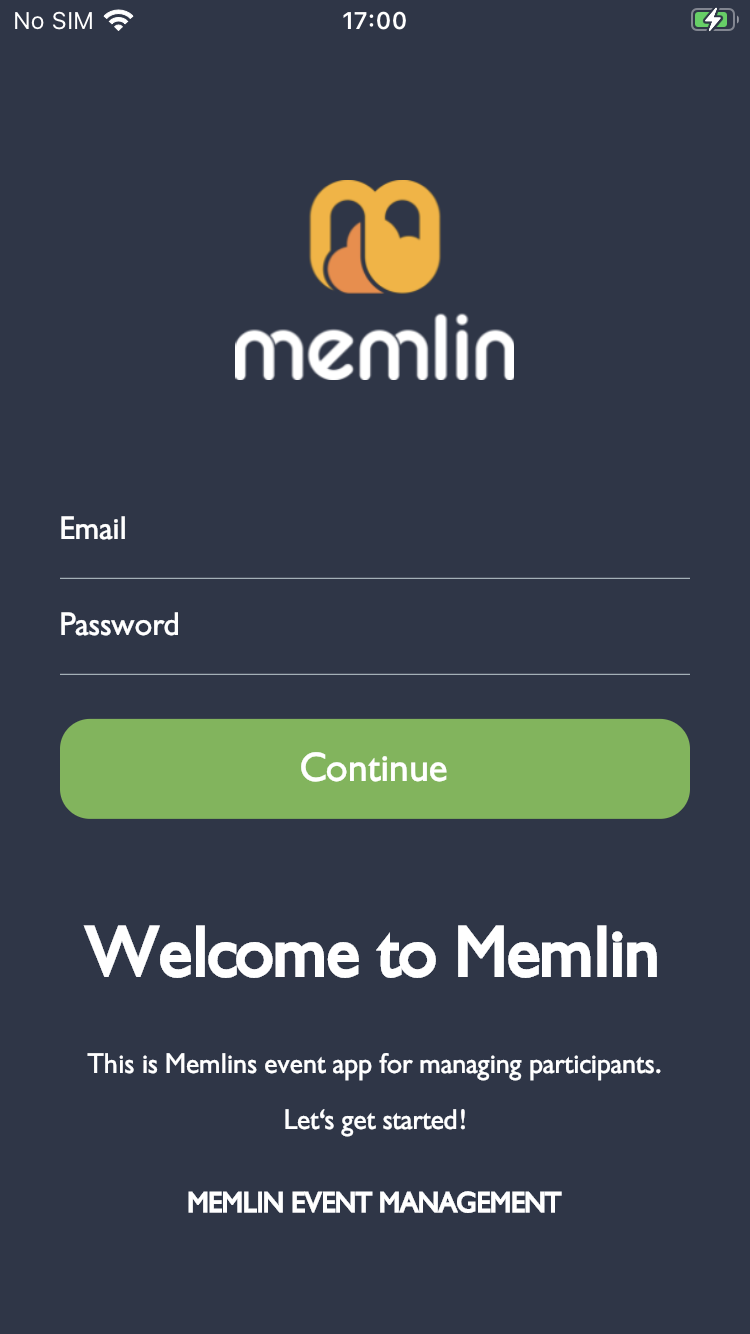 No SIM 17:00
memlin
Email
Password
Continue
Welcome to Memlin
This is Memlins event app for managing participants.
Let‘s get started!
MEMLIN EVENT MANAGEMENT